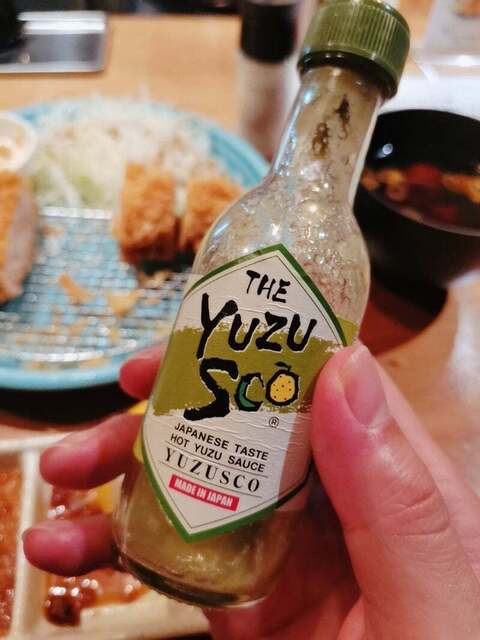 THE
YUZU
SCO
®
JAPANESE TASTE
HOT YUZU SAUCE
YUZUSCO
MADE IN JAPAN